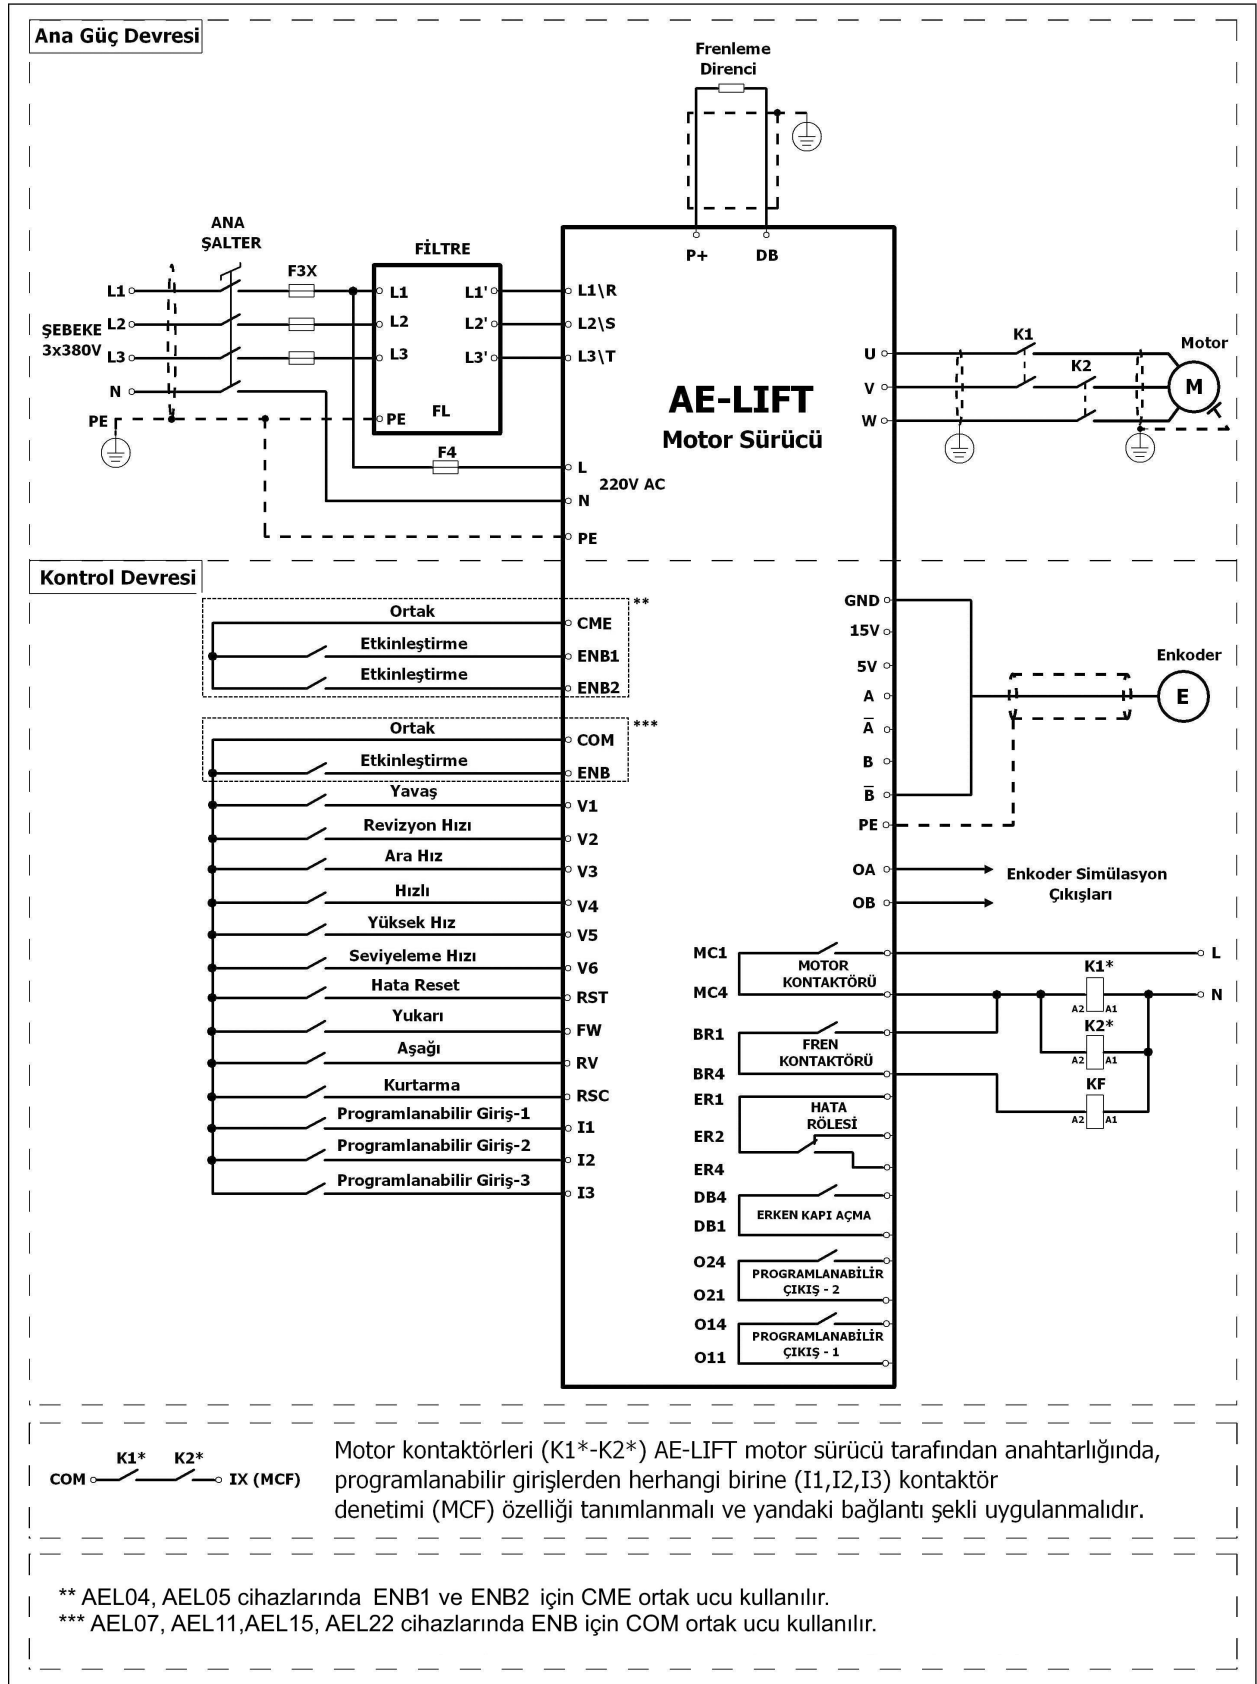 Ana Güç Devresi
Frenleme
Direnci
P+ DB
ANA
ŞALTER
F3X
FİLTRE
L1
L2
L3
N
PE
ŞEBEKE
3x380V
L1 L1'
L2 L2'
L3 L3'
PE FL
F4
L1\R
L2\S
L3\T
L
220V AC
N
PE
AE-LIFT
Motor Sürücü
U
V
W
K1
K2
Motor
M
Kontrol Devresi
**
Ortak CME
Etkinleştirme ENB1
Etkinleştirme ENB2
***
Ortak COM
Etkinleştirme ENB
Yavaş V1
Revizyon Hızı V2
Ara Hız V3
Hızlı V4
Yüksek Hız V5
Seviyeleme Hızı V6
Hata Reset RST
Yukarı FW
Aşağı RV
Kurtarma RSC
Programlanabilir Giriş-1 I1
Programlanabilir Giriş-2 I2
Programlanabilir Giriş-3 I3
GND
15V
5V
A
A̅
B
B̅
PE
Enkoder
E
OA
OB
Enkoder Simülasyon
Çıkışları
MC1
MC4
MOTOR
KONTAKTÖRÜ
L
N
K1*
A2 A1
K2*
A2 A1
KF
A2 A1
BR1
BR4
FREN
KONTAKTÖRÜ
ER1
ER2
ER4
HATA
RÖLESİ
DB4
DB1
ERKEN KAPI AÇMA
O24
O21
PROGRAMLANABİLİR
ÇIKIŞ - 2
O14
O11
PROGRAMLANABİLİR
ÇIKIŞ - 1
K1* K2*
COM IX (MCF)
Motor kontaktörleri (K1*-K2*) AE-LIFT motor sürücü tarafından anahtarlığında,
programlanabilir girişlerden herhangi birine (I1,I2,I3) kontaktör
denetimi (MCF) özelliği tanımlanmalı ve yandaki bağlantı şekli uygulanmalıdır.
** AEL04, AEL05 cihazlarında ENB1 ve ENB2 için CME ortak ucu kullanılır.
*** AEL07, AEL11,AEL15, AEL22 cihazlarında ENB için COM ortak ucu kullanılır.